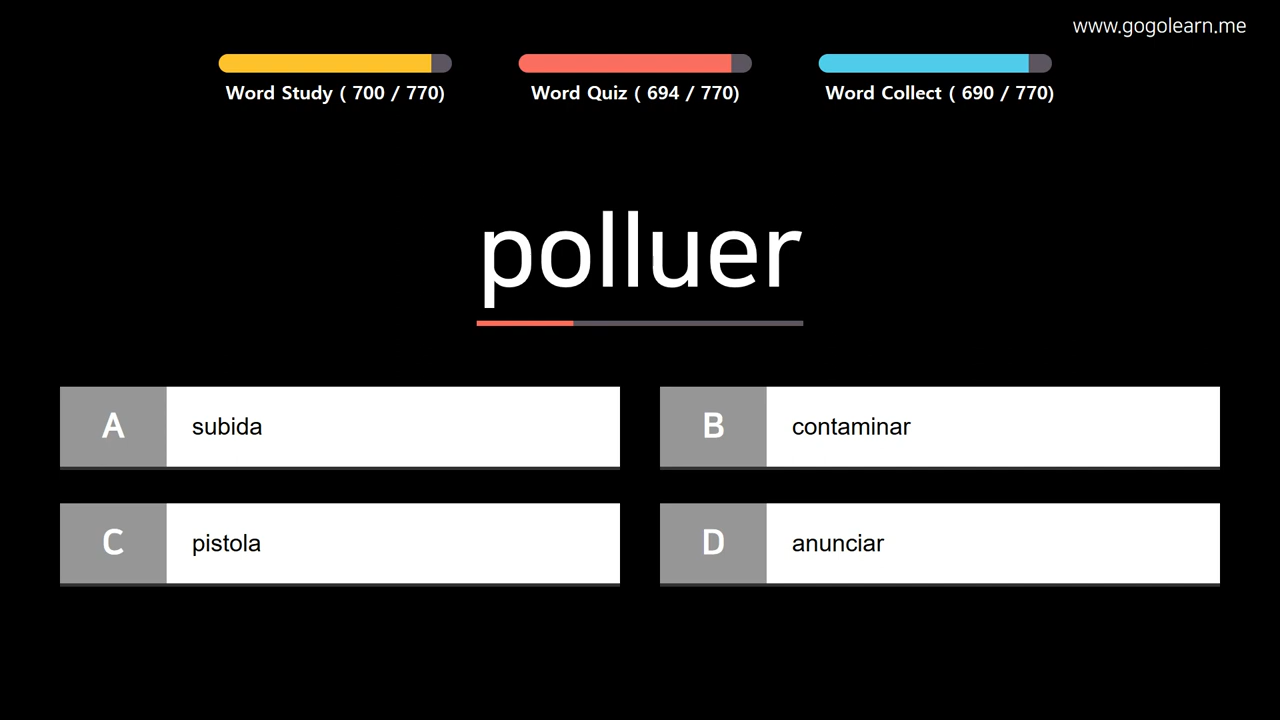 www.gogolearn.me
Word Study ( 700 / 770)
Word Quiz ( 694 / 770)
Word Collect ( 690 / 770)
polluer
A subida
B contaminar
C pistola
D anunciar